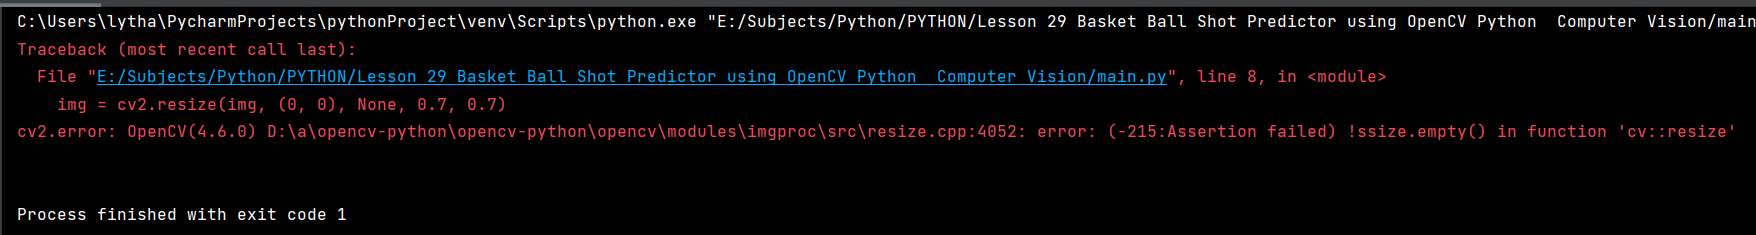 C:\Users\lytha\PycharmProjects\pythonProject\venv\Scripts\python.exe "E:/Subjects/Python/PYTHON/Lesson 29 Basket Ball Shot Predictor using OpenCV Python  Computer Vision/main
Traceback (most recent call last):
  File "E:/Subjects/Python/PYTHON/Lesson 29 Basket Ball Shot Predictor using OpenCV Python  Computer Vision/main.py", line 8, in <module>
    img = cv2.resize(img, (0, 0), None, 0.7, 0.7)
cv2.error: OpenCV(4.6.0) D:\a\opencv-python\opencv-python\opencv\modules\imgproc\src\resize.cpp:4052: error: (-215:Assertion failed) !ssize.empty() in function 'cv::resize'
Process finished with exit code 1